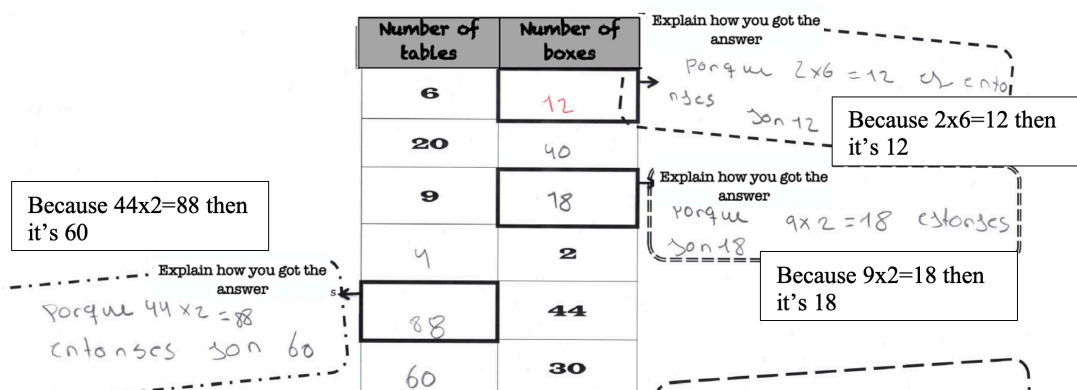 Number of tables
Number of boxes
6
12
20
40
9
18
4
2
88
44
60
30
Explain how you got the
answer
Porque 2x6 = 12
son 12
Because 2x6=12 then
it's 12
Explain how you got the
answer
Porque 9x2=18 estonses
son 18
Because 9x2=18 then
it's 18
Because 44x2=88 then
it's 60
Explain how you got the
answer
s
Porque 44x2=88
entonses son 60